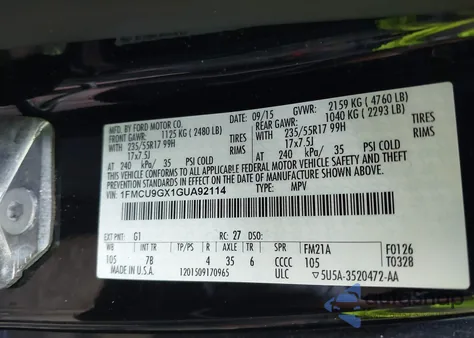 MFD. BY FORD MOTOR CO.
09/15 GVWR: 2159 KG ( 4760 LB)
FRONT GAWR: 1125 KG ( 2480 LB)
REAR GAWR: 1040 KG ( 2293 LB)
WITH 235/55R17 99H TIRES
WITH 235/55R17 99H TIRES
17x7.5J RIMS
17x7.5J
AT 240 kPa/ 35 PSI COLD
AT 240 kPa/ 35 PSI COLD
THIS VEHICLE CONFORMS TO ALL APPLICABLE FEDERAL MOTOR VEHICLE
SAFETY AND THEFT PREVENTION STANDARDS IN EFFECT ON THE DATE OF
MANUFACTURE SHOWN ABOVE.
VIN: 1FMCU9GX1GUA92114
TYPE: MPV
EXT PNT: G1 RC: 27 DSO: F0126
105 7B 4 35 6 CCCC 105 T0328
INT TR TP/PS R AXLE TR SPR FM21A
MADE IN U.S.A. 1201509170965 ULC 5U5A-3520472-AA